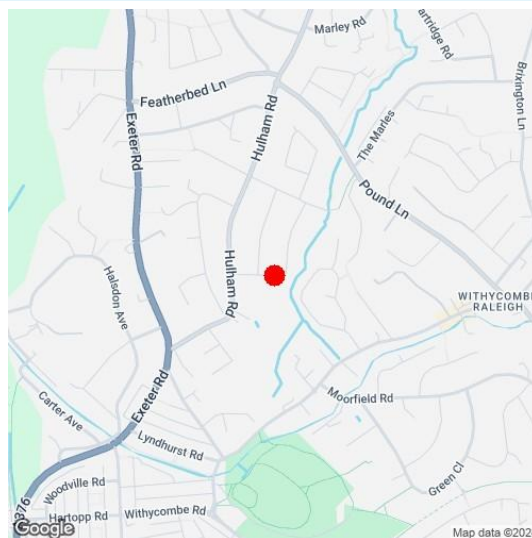 Marley Rd
artridge Rd
Brixington Ln
Featherbed Ln
Hulham Rd
Exeter Rd
The Marles
Pound Ln
Hulham Rd
Halsdon Ave
WITHYCOMBE
RALEIGH
Exeter Rd
Carter Ave
Moorfield Rd
Lyndhurst Rd
Green Cl
Woodville Rd
Withycombe Rd
Hartopp Rd
376
Google
Map data ©202